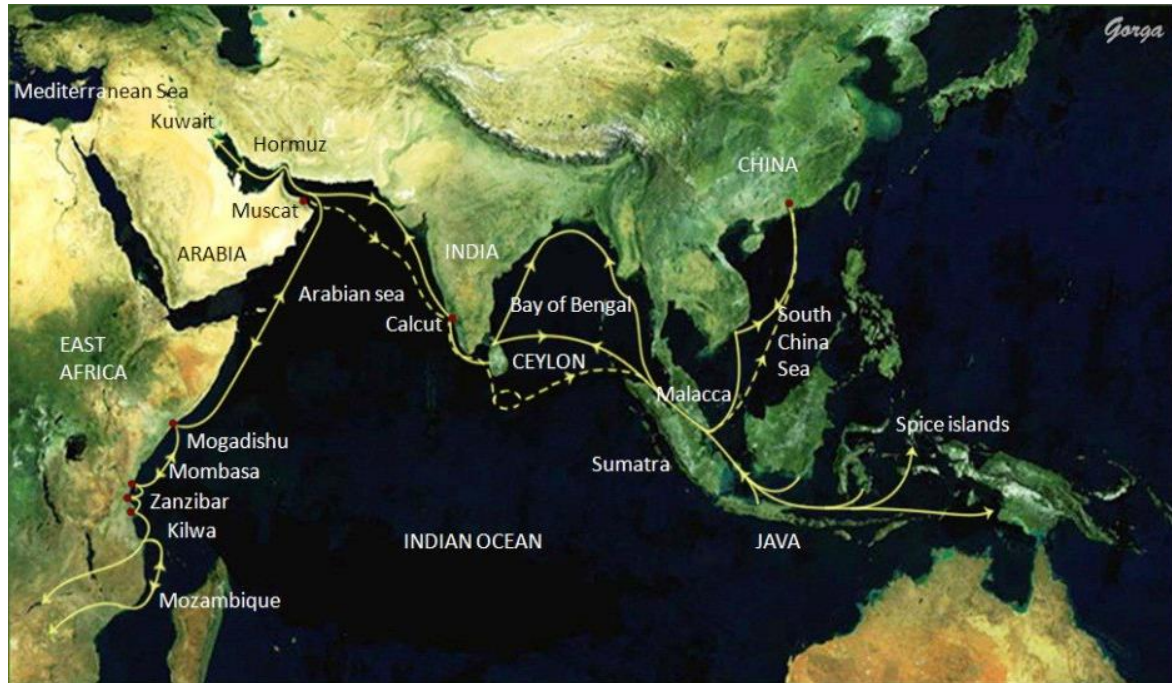 Gorga
Mediterranean Sea
Kuwait
Hormuz
CHINA
Muscat
ARABIA
INDIA
Arabian sea
Bay of Bengal
Calcut
South
China
Sea
EAST
AFRICA
CEYLON
Malacca
Spice islands
Mogadishu
Sumatra
Mombasa
Zanzibar
Kilwa
INDIAN OCEAN
JAVA
Mozambique